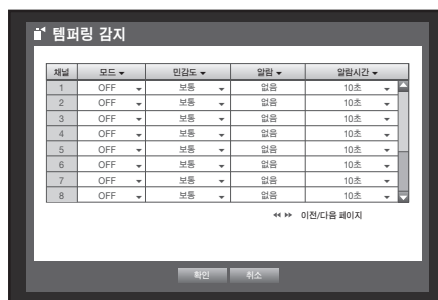 템퍼링 감지
채널 모드 민감도 알람 알람시간
1 OFF 보통 없음 10초
2 OFF 보통 없음 10초
3 OFF 보통 없음 10초
4 OFF 보통 없음 10초
5 OFF 보통 없음 10초
6 OFF 보통 없음 10초
7 OFF 보통 없음 10초
8 OFF 보통 없음 10초
이전/다음 페이지
확인 취소